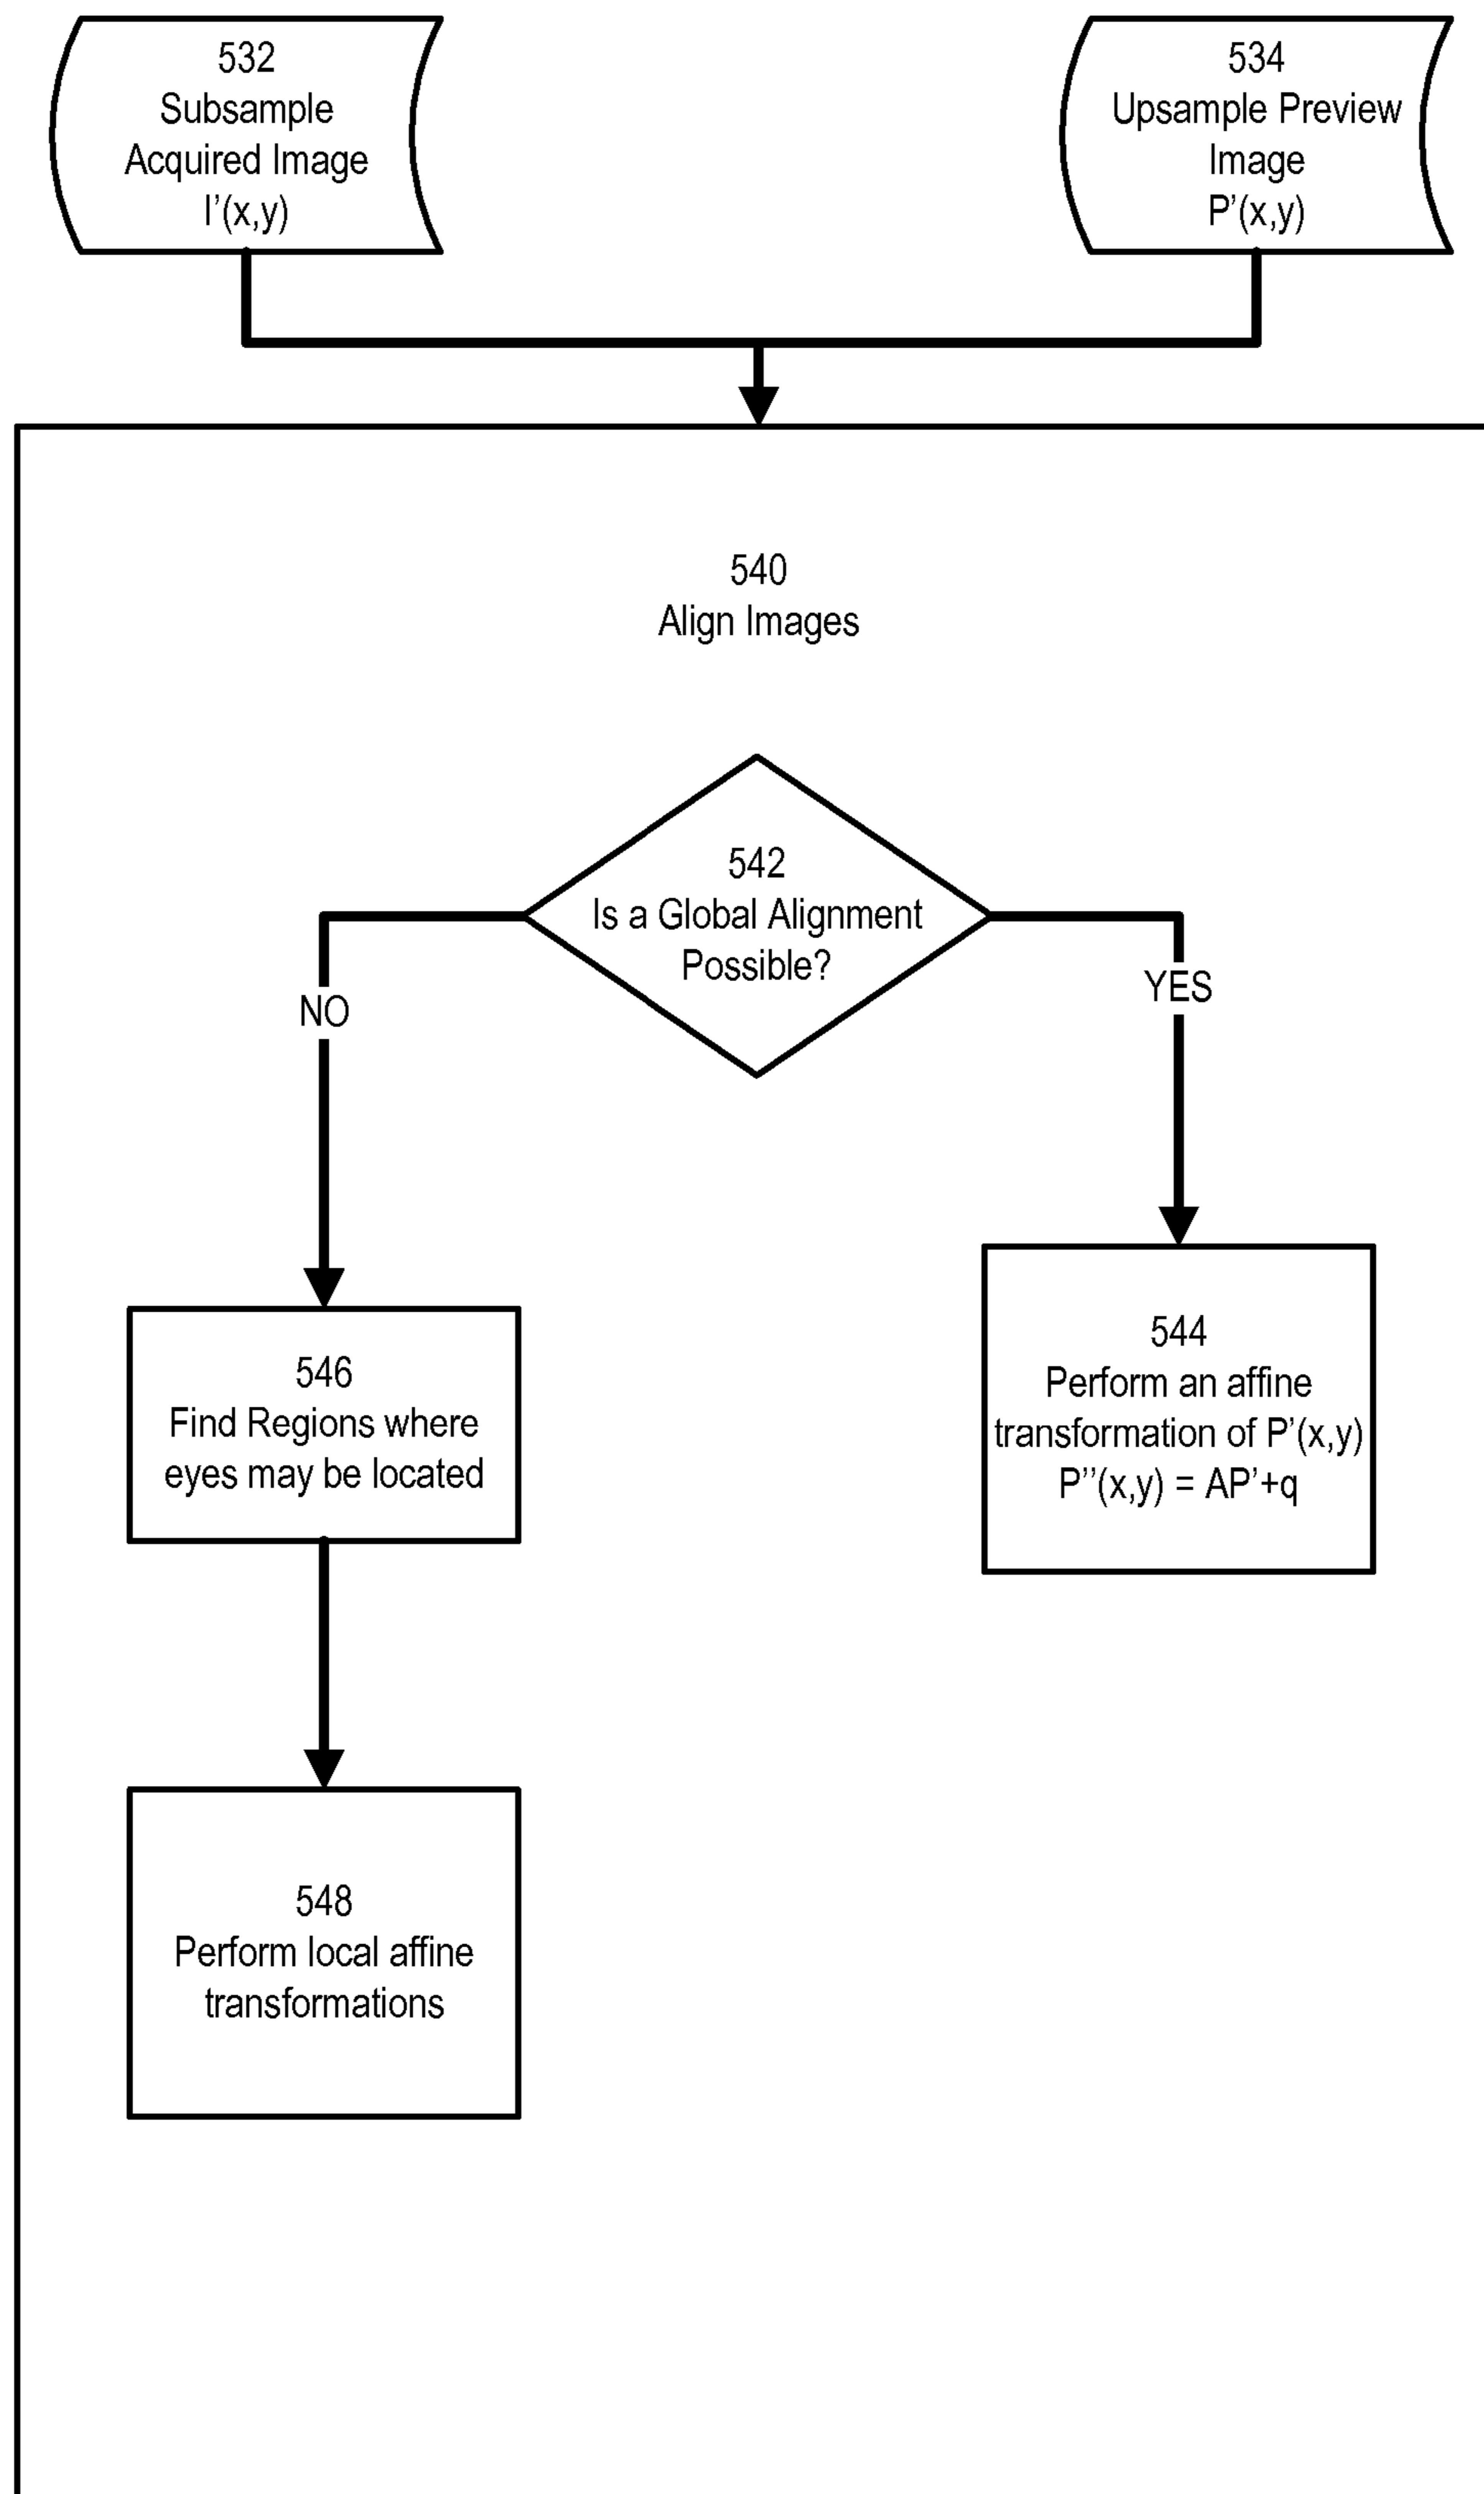 532
Subsample
Acquired Image
I'(x,y)
534
Upsample Preview
Image
P'(x,y)
540
Align Images
542
Is a Global Alignment
Possible?
NO
YES
546
Find Regions where
eyes may be located
544
Perform an affine
transformation of P'(x,y)
P''(x,y) = AP'+q
548
Perform local affine
transformations